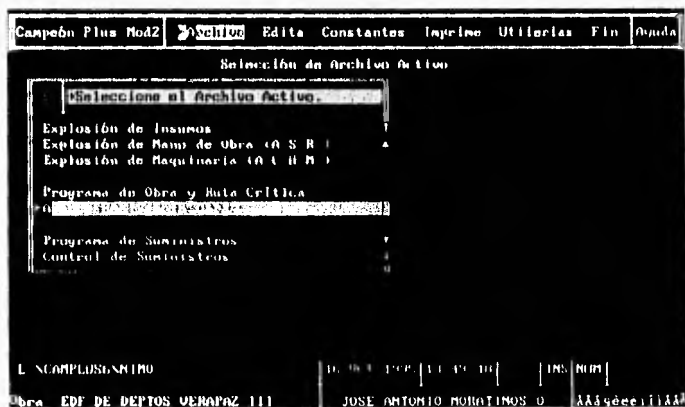 Campeón Plus Mod2 Archivo Edita Constantes Imprime Utilerias Fin Ayuda
Selección de Archivo Activo
Seleccione el Archivo Activo.
Explosión de Insumos
Explosión de Mano de Obra (A S R )
Explosión de Maquinaria (A C H M )
Programa de Obra y Ruta Crítica
Programa de Suministros
Control de Suministros
INS NUM
Obra EDF DE DEPTOS VERAPAZ III JOSE ANTONIO MORATINOS O